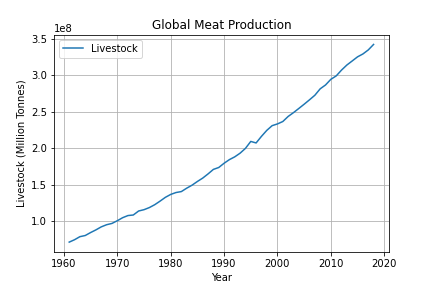 Global Meat Production
1e8
Livestock
3.5
3.0
2.5
2.0
1.5
1.0
Livestock (Million Tonnes)
1960 1970 1980 1990 2000 2010 2020
Year